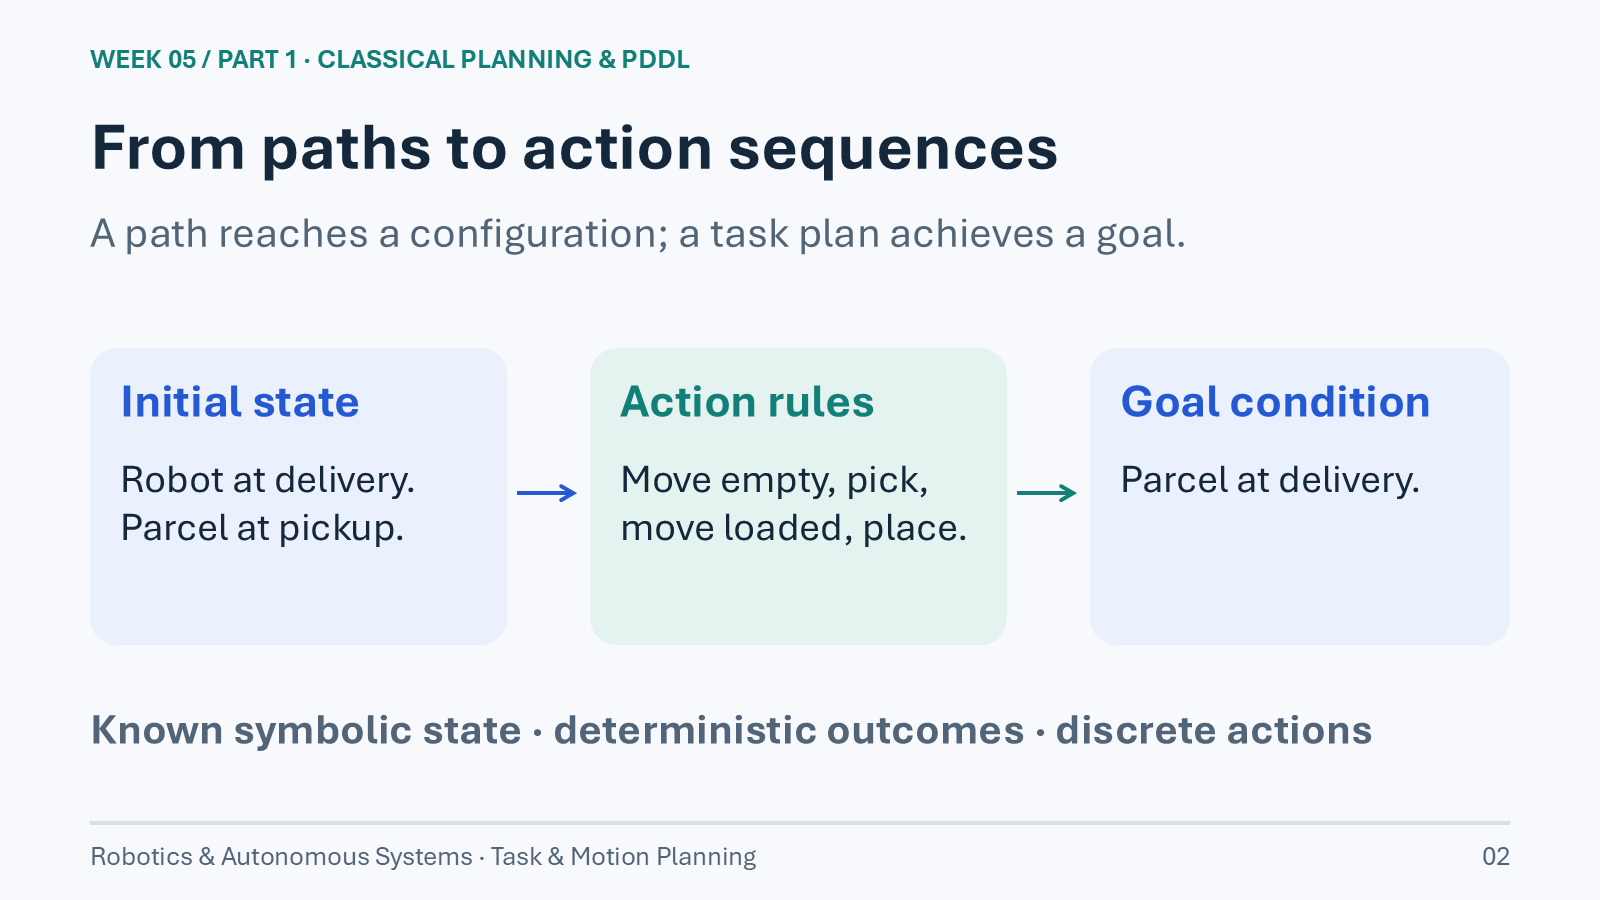 WEEK 05 / PART 1 · CLASSICAL PLANNING & PDDL
From paths to action sequences
A path reaches a configuration; a task plan achieves a goal.
Initial state
Robot at delivery.
Parcel at pickup.
Action rules
Move empty, pick,
move loaded, place.
Goal condition
Parcel at delivery.
Known symbolic state · deterministic outcomes · discrete actions
Robotics & Autonomous Systems · Task & Motion Planning
02